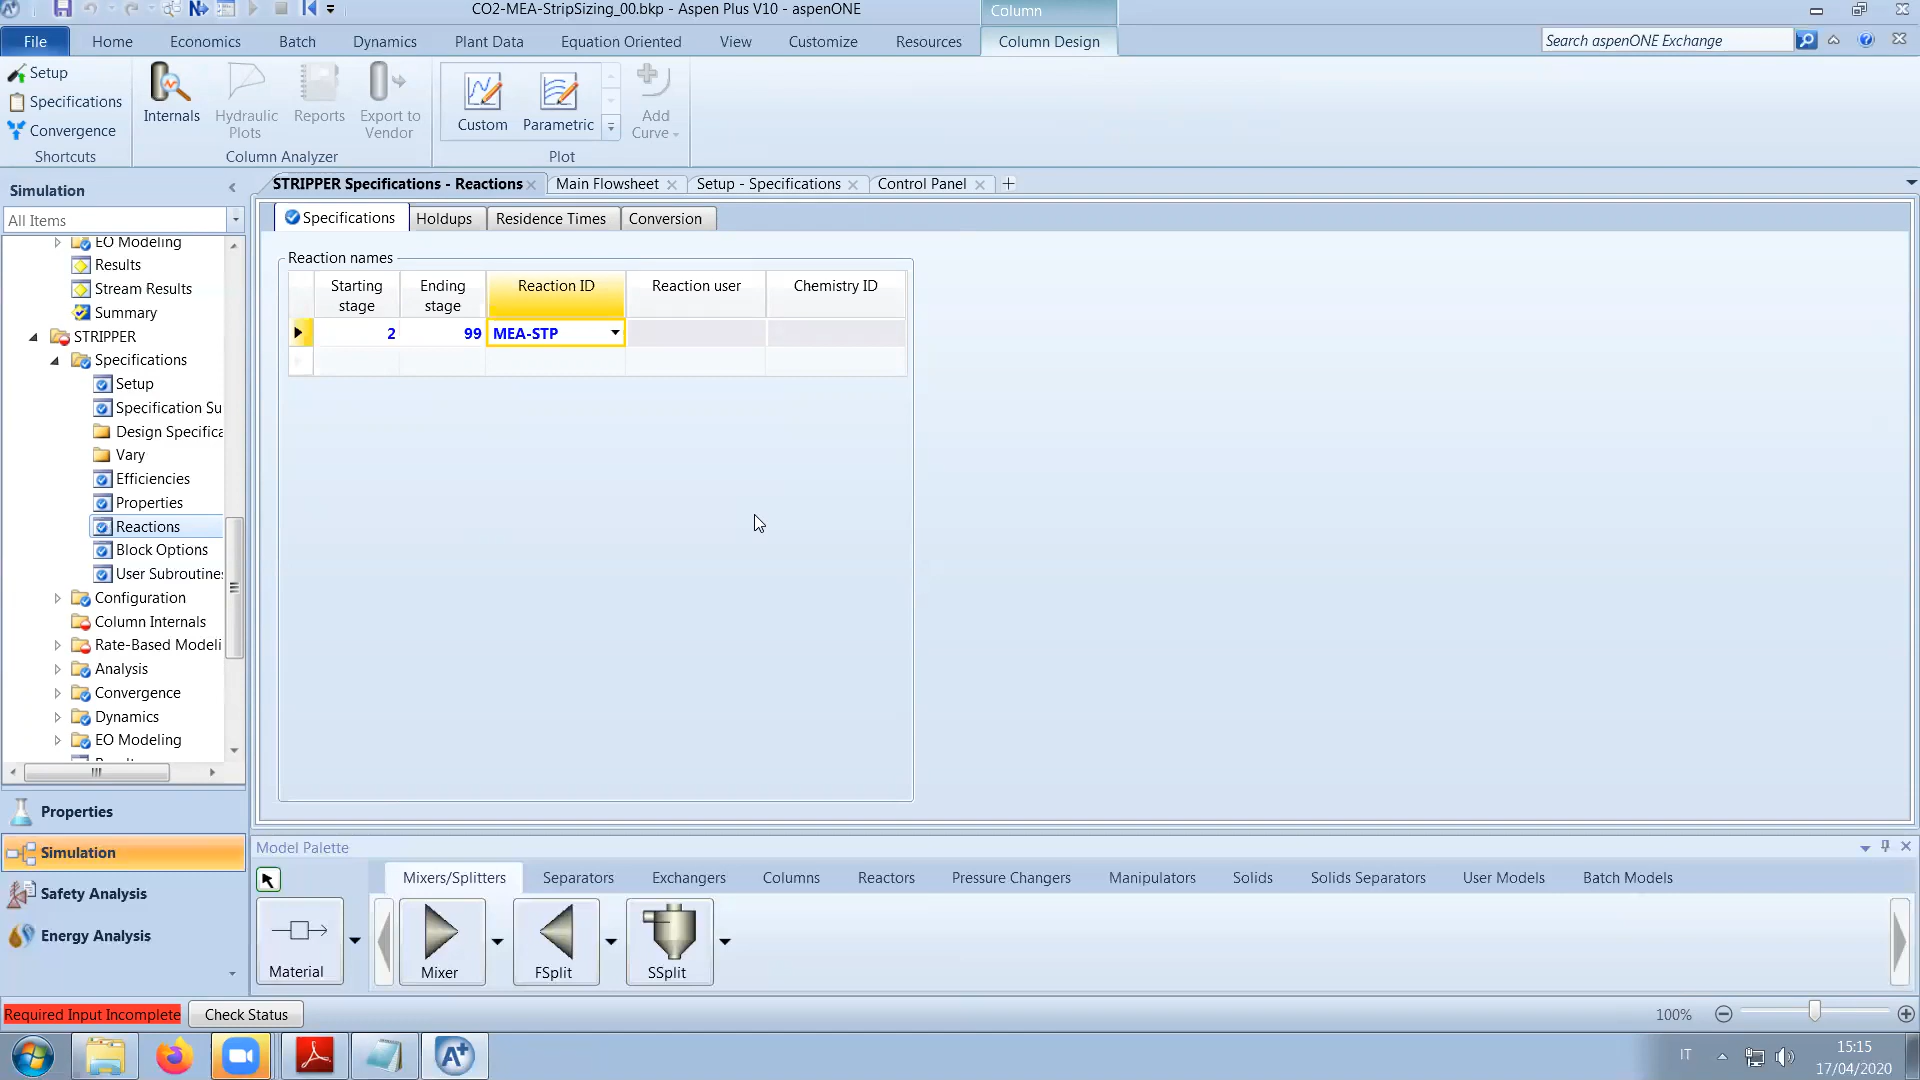 CO2-MEA-StripSizing_00.bkp - Aspen Plus V10 - aspenONE
Column
File
Home
Economics
Batch
Dynamics
Plant Data
Equation Oriented
View
Customize
Resources
Column Design
Search aspenONE Exchange
Setup
Specifications
Convergence
Shortcuts
Internals
Hydraulic
Plots
Reports
Export to
Vendor
Column Analyzer
Custom
Parametric
Add
Curve
Plot
Simulation
All Items
EO Modeling
Results
Stream Results
Summary
STRIPPER
Specifications
Setup
Specification Su
Design Specifica
Vary
Efficiencies
Properties
Reactions
Block Options
User Subroutine
Configuration
Column Internals
Rate-Based Modeli
Analysis
Convergence
Dynamics
EO Modeling
Properties
Simulation
Safety Analysis
Energy Analysis
STRIPPER Specifications - Reactions
Main Flowsheet
Setup - Specifications
Control Panel
Specifications
Holdups
Residence Times
Conversion
Reaction names
Starting
stage
Ending
stage
Reaction ID
Reaction user
Chemistry ID
2
99
MEA-STP
Model Palette
Mixers/Splitters
Separators
Exchangers
Columns
Reactors
Pressure Changers
Manipulators
Solids
Solids Separators
User Models
Batch Models
Material
Mixer
FSplit
SSplit
Required Input Incomplete
Check Status
100%
IT
15:15
17/04/2020